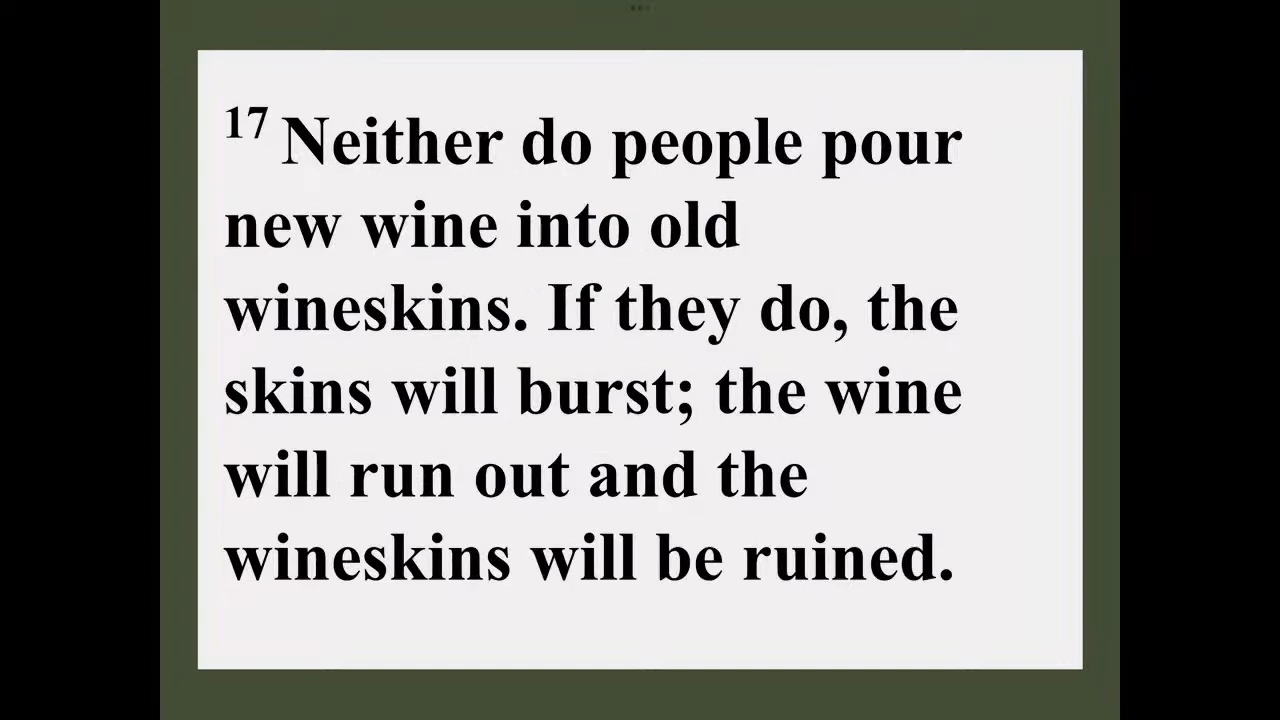 17 Neither do people pour
new wine into old
wineskins. If they do, the
skins will burst; the wine
will run out and the
wineskins will be ruined.